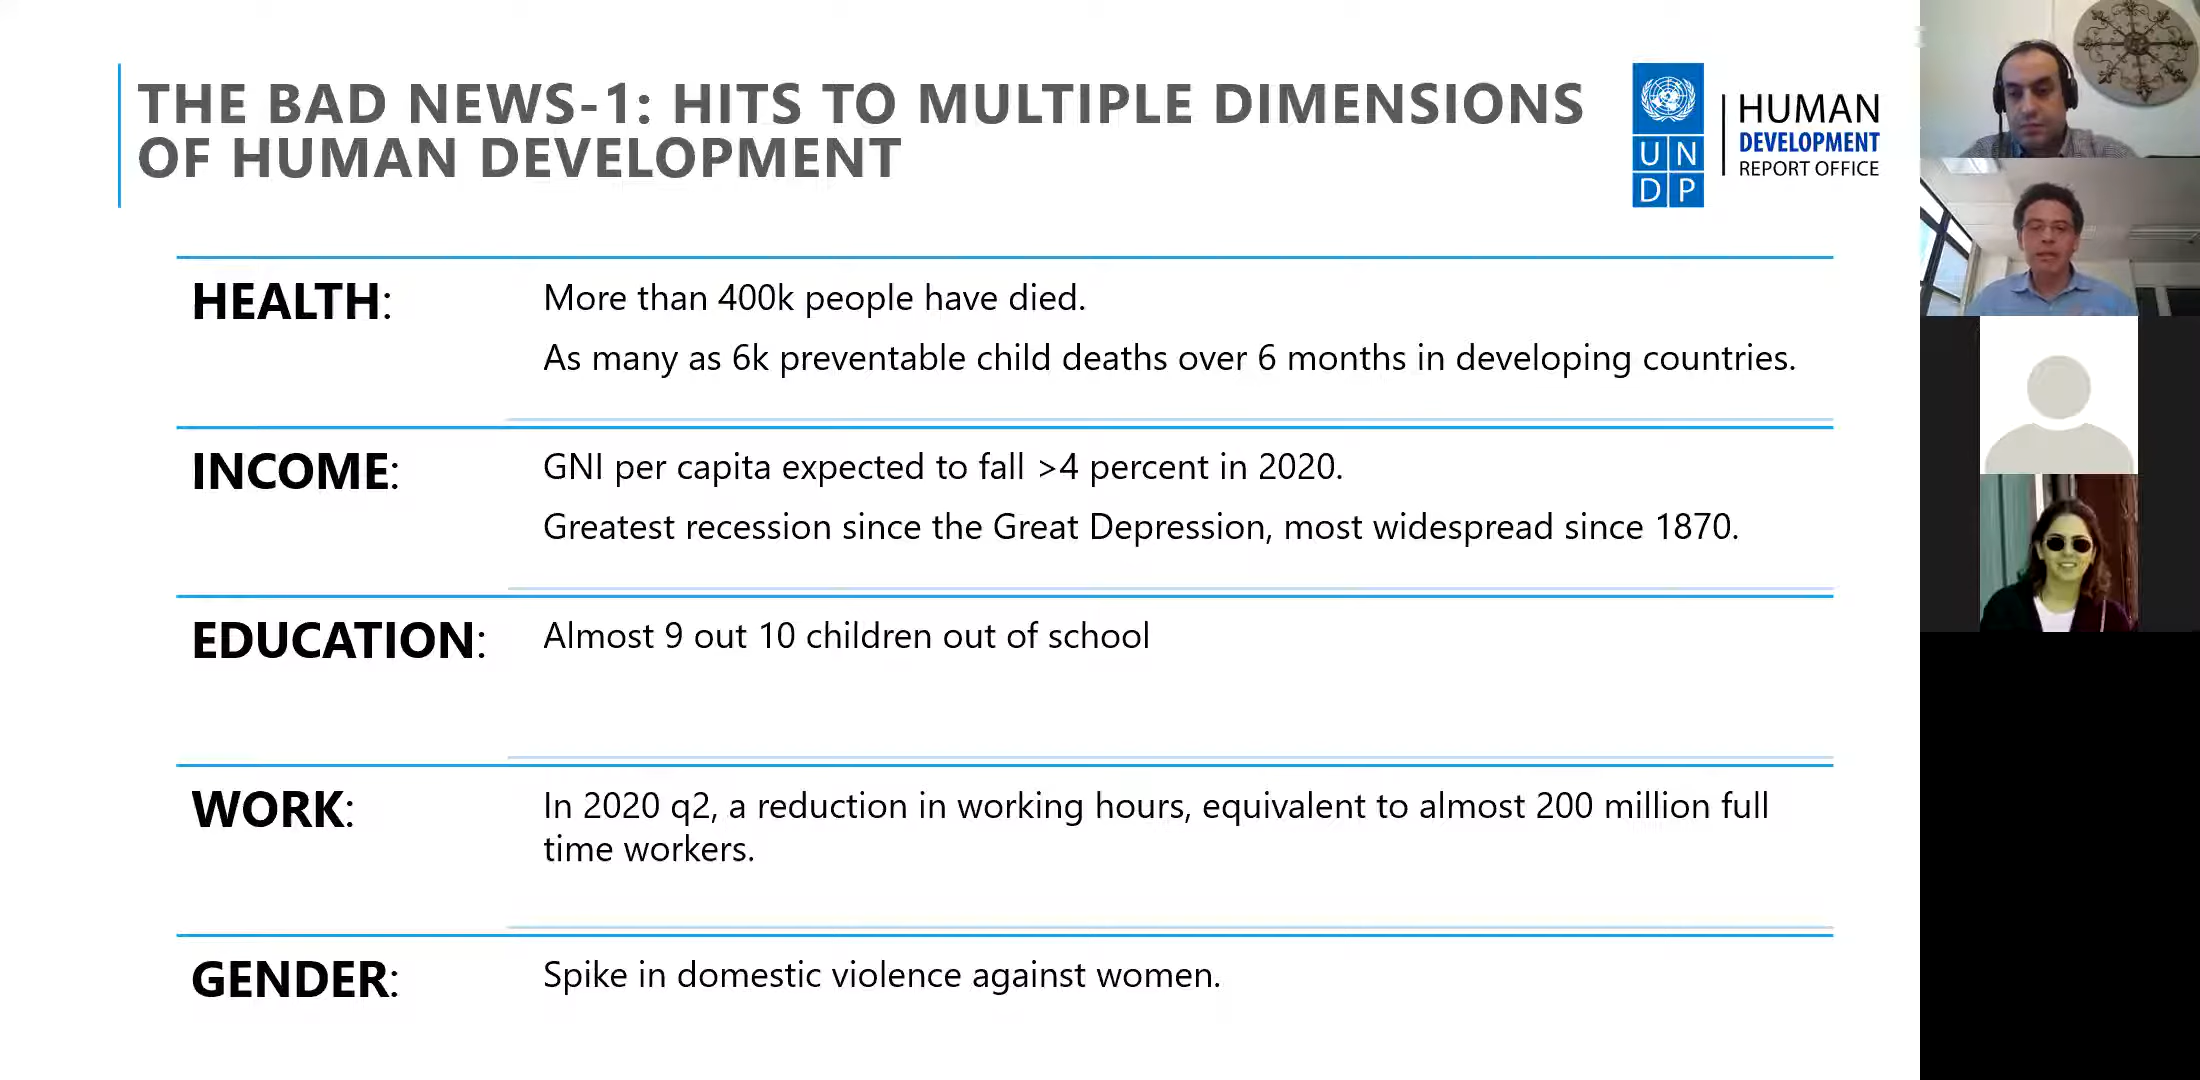 THE BAD NEWS-1: HITS TO MULTIPLE DIMENSIONS
OF HUMAN DEVELOPMENT
UN
DP
HUMAN
DEVELOPMENT
REPORT OFFICE
HEALTH:
More than 400k people have died.
As many as 6k preventable child deaths over 6 months in developing countries.
INCOME:
GNI per capita expected to fall >4 percent in 2020.
Greatest recession since the Great Depression, most widespread since 1870.
EDUCATION:
Almost 9 out 10 children out of school
WORK:
In 2020 q2, a reduction in working hours, equivalent to almost 200 million full
time workers.
GENDER:
Spike in domestic violence against women.